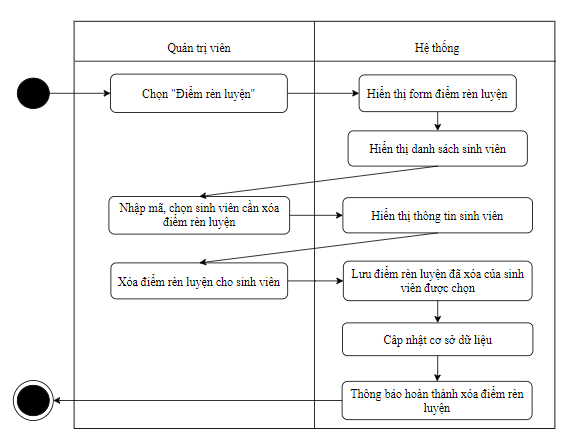 Quản trị viên
Hệ thống
Chọn "Điểm rèn luyện"
Hiển thị form điểm rèn luyện
Hiển thị danh sách sinh viên
Nhập mã, chọn sinh viên cần xóa
điểm rèn luyện
Hiển thị thông tin sinh viên
Xóa điểm rèn luyện cho sinh viên
Lưu điểm rèn luyện đã xóa của sinh
viên được chọn
Câp nhật cơ sở dữ liệu
Thông báo hoàn thành xóa điểm rèn
luyện